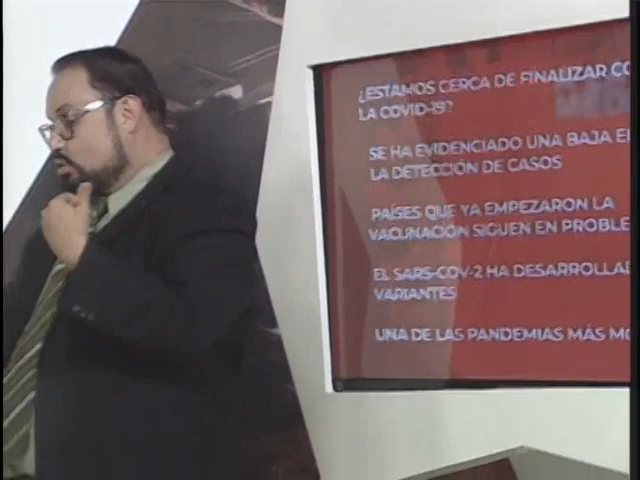 ¿ESTAMOS CERCA DE FINALIZAR CO
LA COVID-19?
SE HA EVIDENCIADO UNA BAJA E
LA DETECCIÓN DE CASOS
PAÍSES QUE YA EMPEZARON LA
VACUNACIÓN SIGUEN EN PROBLE
EL SARS-COV-2 HA DESARROLLA
VARIANTES
UNA DE LAS PANDEMIAS MÁS MO